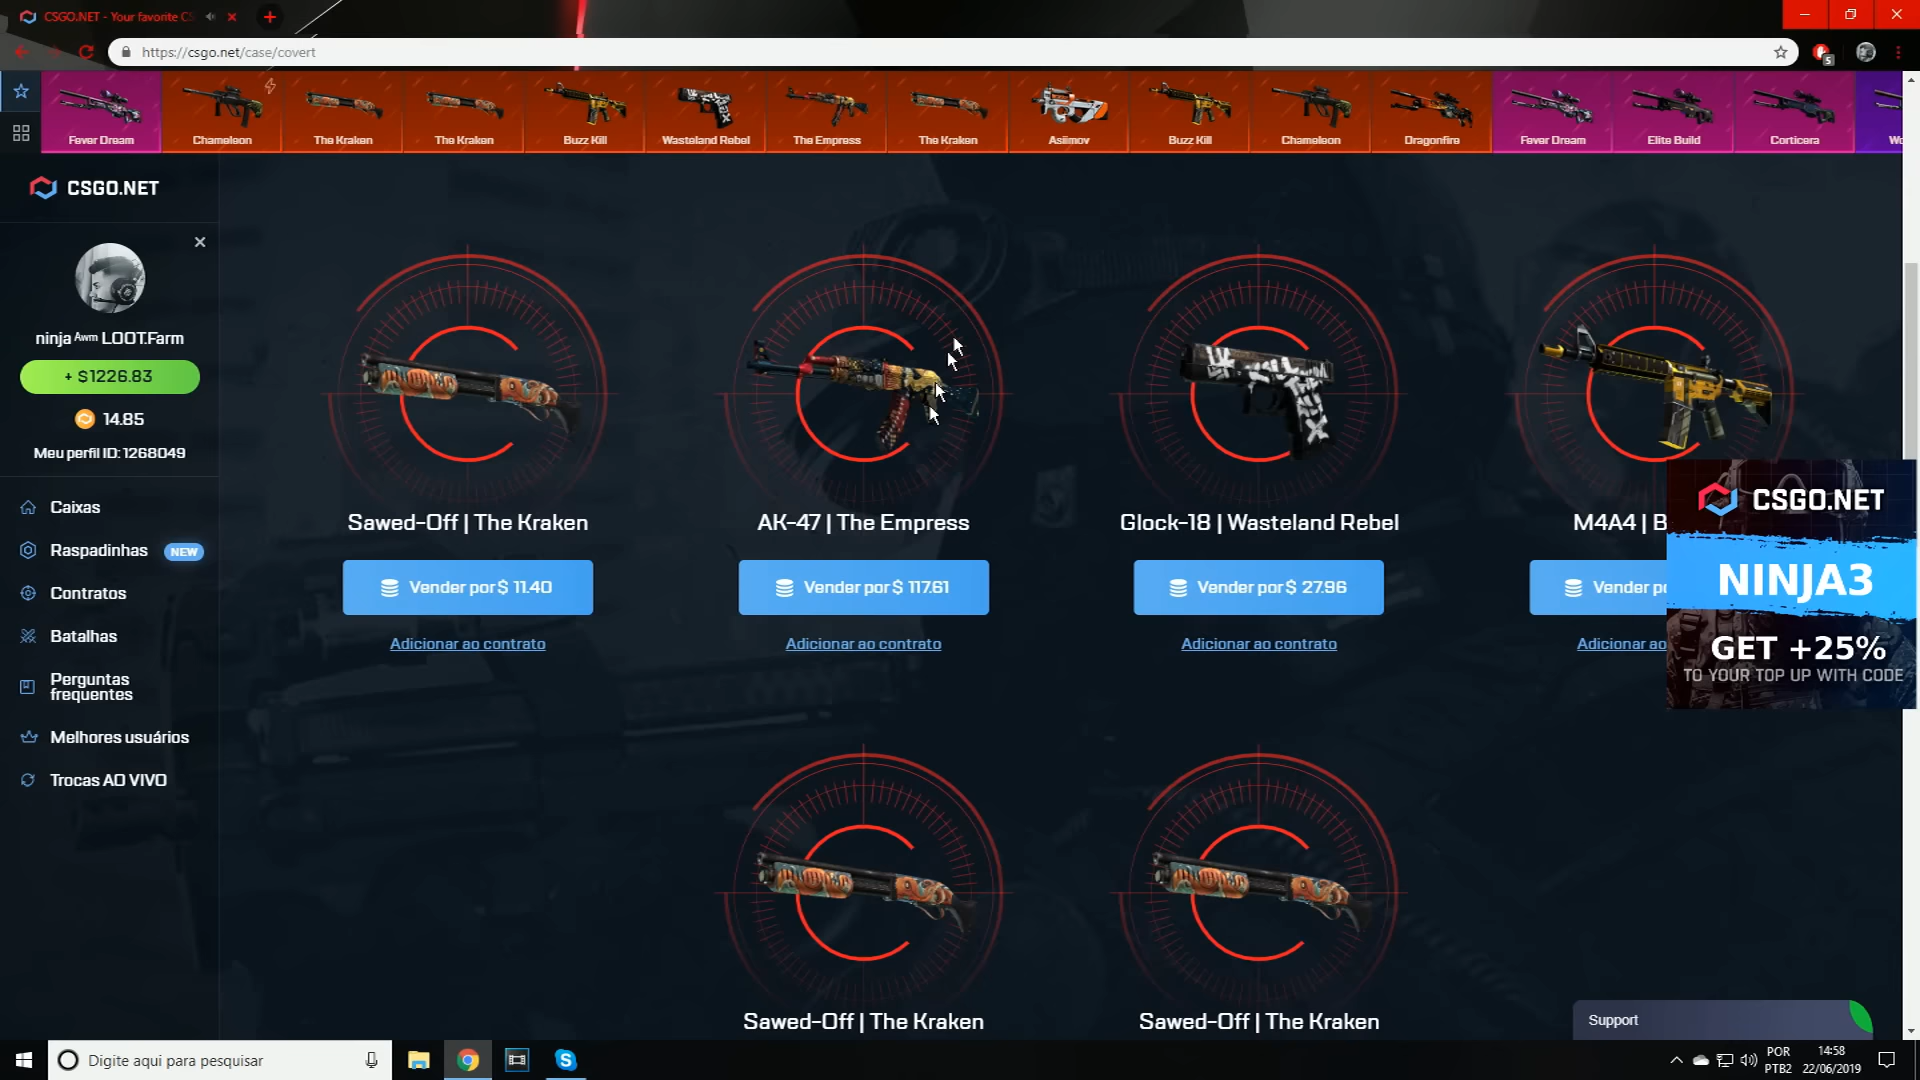 CSGO.NET - Your favorite CS
https://csgo.net/case/covert
5
Fever Dream
Chameleon
The Kraken
The Kraken
Buzz Kill
Wasteland Rebel
The Empress
The Kraken
Asiimov
Buzz Kill
Chameleon
Dragonfire
Fever Dream
Elite Build
Corticera
CSGO.NET
ninja Awm LOOT.Farm
+ $1226.83
14.85
Meu perfil ID: 1268049
Caixas
Raspadinhas NEW
Contratos
Batalhas
Perguntas
frequentes
Melhores usuários
Trocas AO VIVO
Sawed-Off | The Kraken
Vender por $ 11.40
Adicionar ao contrato
AK-47 | The Empress
Vender por $ 117.61
Adicionar ao contrato
Glock-18 | Wasteland Rebel
Vender por $ 27.96
Adicionar ao contrato
M4A4 | B
Vender po
Adicionar ao
CSGO.NET
NINJA3
GET +25%
TO YOUR TOP UP WITH CODE
Sawed-Off | The Kraken
Sawed-Off | The Kraken
Support
Digite aqui para pesquisar
POR
PTB2
14:58
22/06/2019